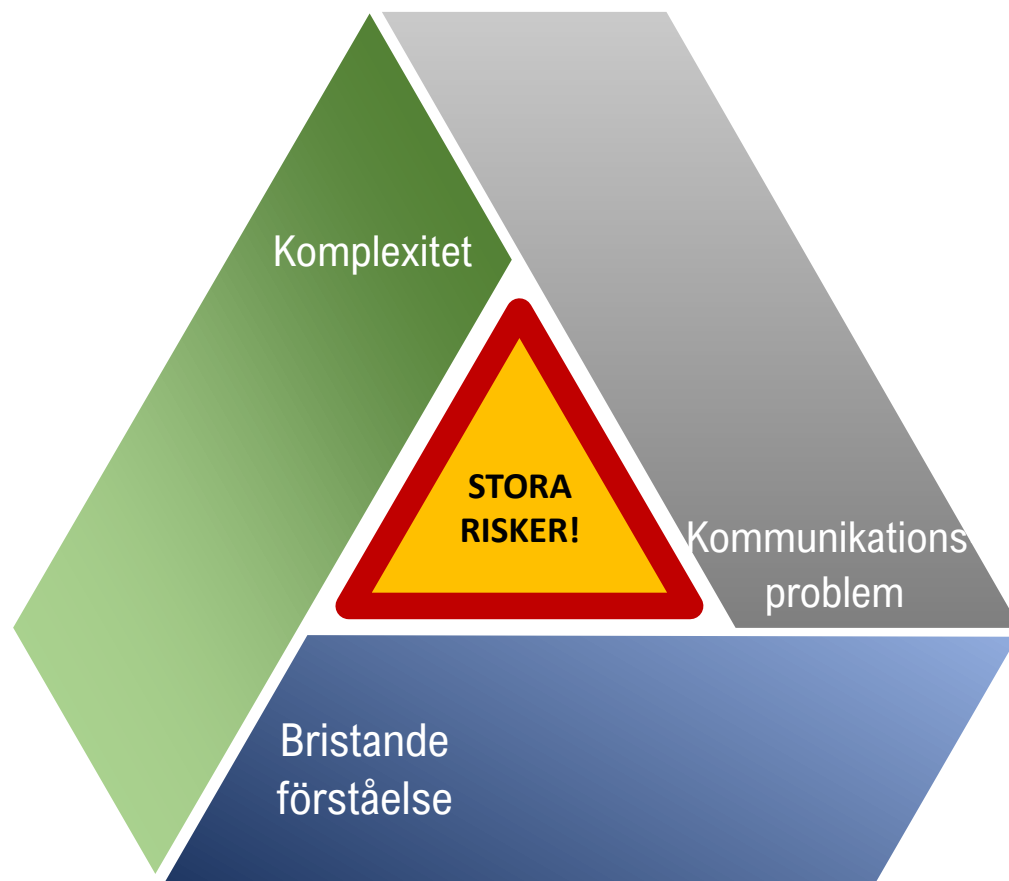 Komplexitet
STORA
RISKER!
Kommunikations
problem
Bristande
förståelse